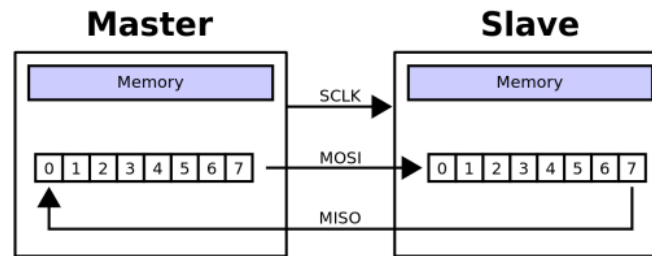 Master Slave
Memory Memory
SCLK
0 1 2 3 4 5 6 7 MOSI 0 1 2 3 4 5 6 7
MISO